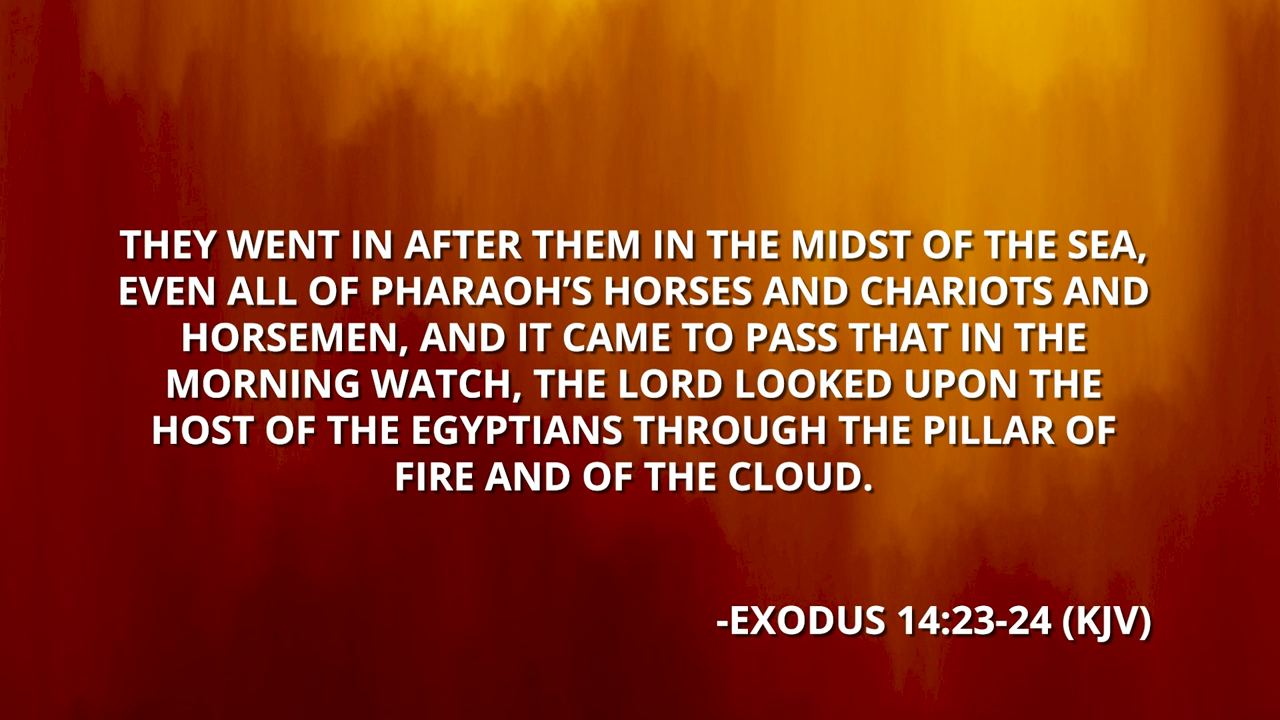 THEY WENT IN AFTER THEM IN THE MIDST OF THE SEA,
EVEN ALL OF PHARAOH’S HORSES AND CHARIOTS AND
HORSEMEN, AND IT CAME TO PASS THAT IN THE
MORNING WATCH, THE LORD LOOKED UPON THE
HOST OF THE EGYPTIANS THROUGH THE PILLAR OF
FIRE AND OF THE CLOUD.
-EXODUS 14:23-24 (KJV)